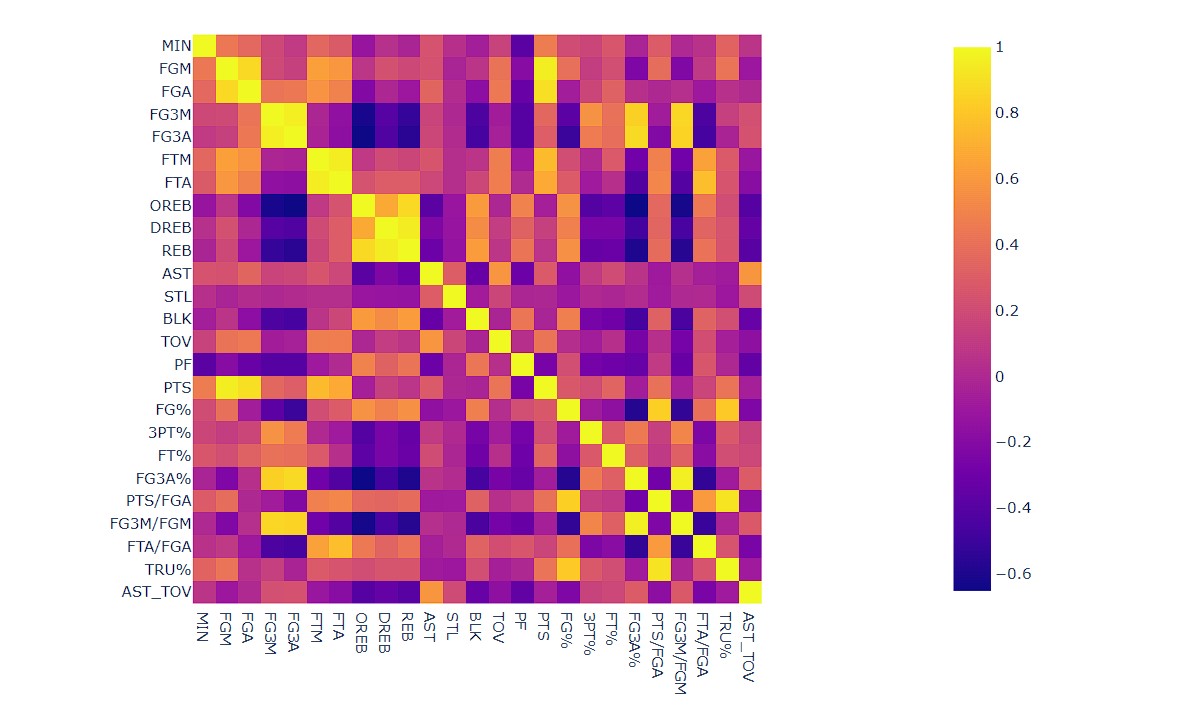 MIN
FGM
FGA
FG3M
FG3A
FTM
FTA
OREB
DREB
REB
AST
STL
BLK
TOV
PF
PTS
FG%
3PT%
FT%
FG3A%
PTS/FGA
FG3M/FGM
FTA/FGA
TRU%
AST_TOV
MIN
FGM
FGA
FG3M
FG3A
FTM
FTA
OREB
DREB
REB
AST
STL
BLK
TOV
PF
PTS
FG%
3PT%
FT%
FG3A%
PTS/FGA
FG3M/FGM
FTA/FGA
TRU%
AST_TOV
1
0.8
0.6
0.4
0.2
0
−0.2
−0.4
−0.6